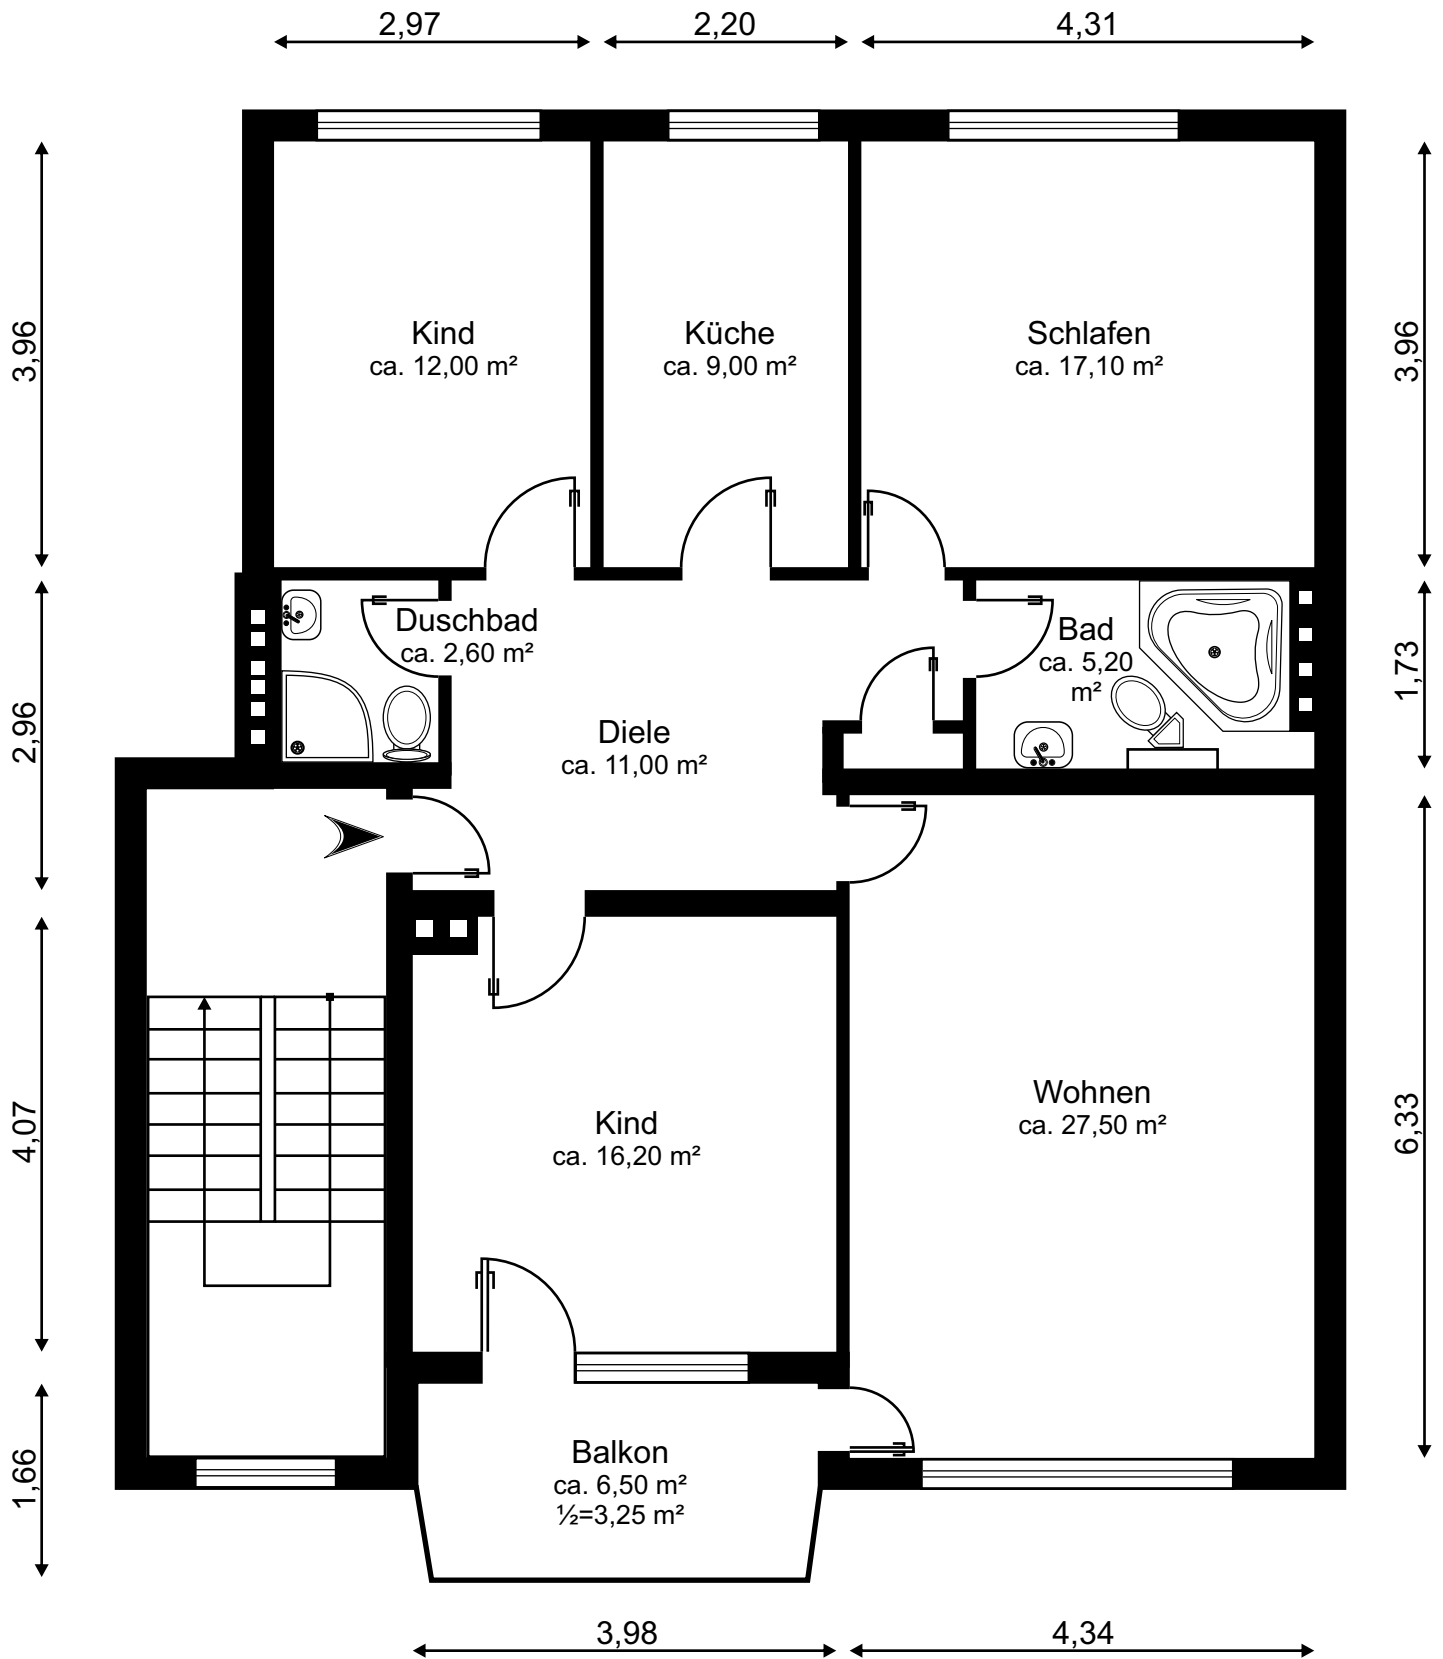 2,97
2,20
4,31
3,96
3,96
Kind
ca. 12,00 m²
Küche
ca. 9,00 m²
Schlafen
ca. 17,10 m²
Duschbad
ca. 2,60 m²
Bad
ca. 5,20
m²
2,96
1,73
Diele
ca. 11,00 m²
4,07
6,33
Kind
ca. 16,20 m²
Wohnen
ca. 27,50 m²
1,66
Balkon
ca. 6,50 m²
½=3,25 m²
3,98
4,34